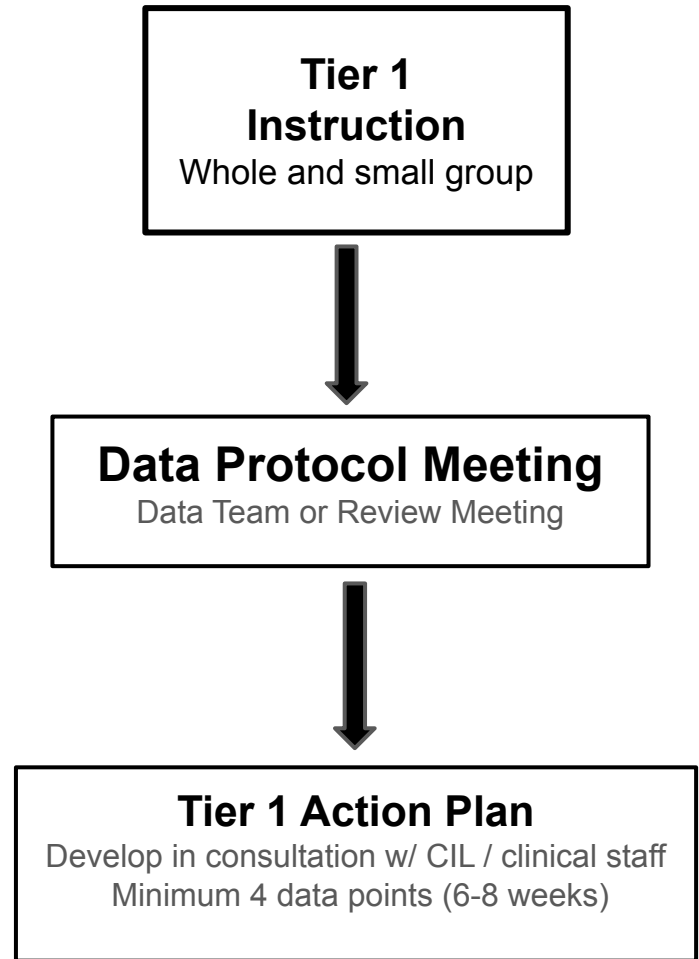 Tier 1
Instruction
Whole and small group
Data Protocol Meeting
Data Team or Review Meeting
Tier 1 Action Plan
Develop in consultation w/ CIL / clinical staff
Minimum 4 data points (6-8 weeks)